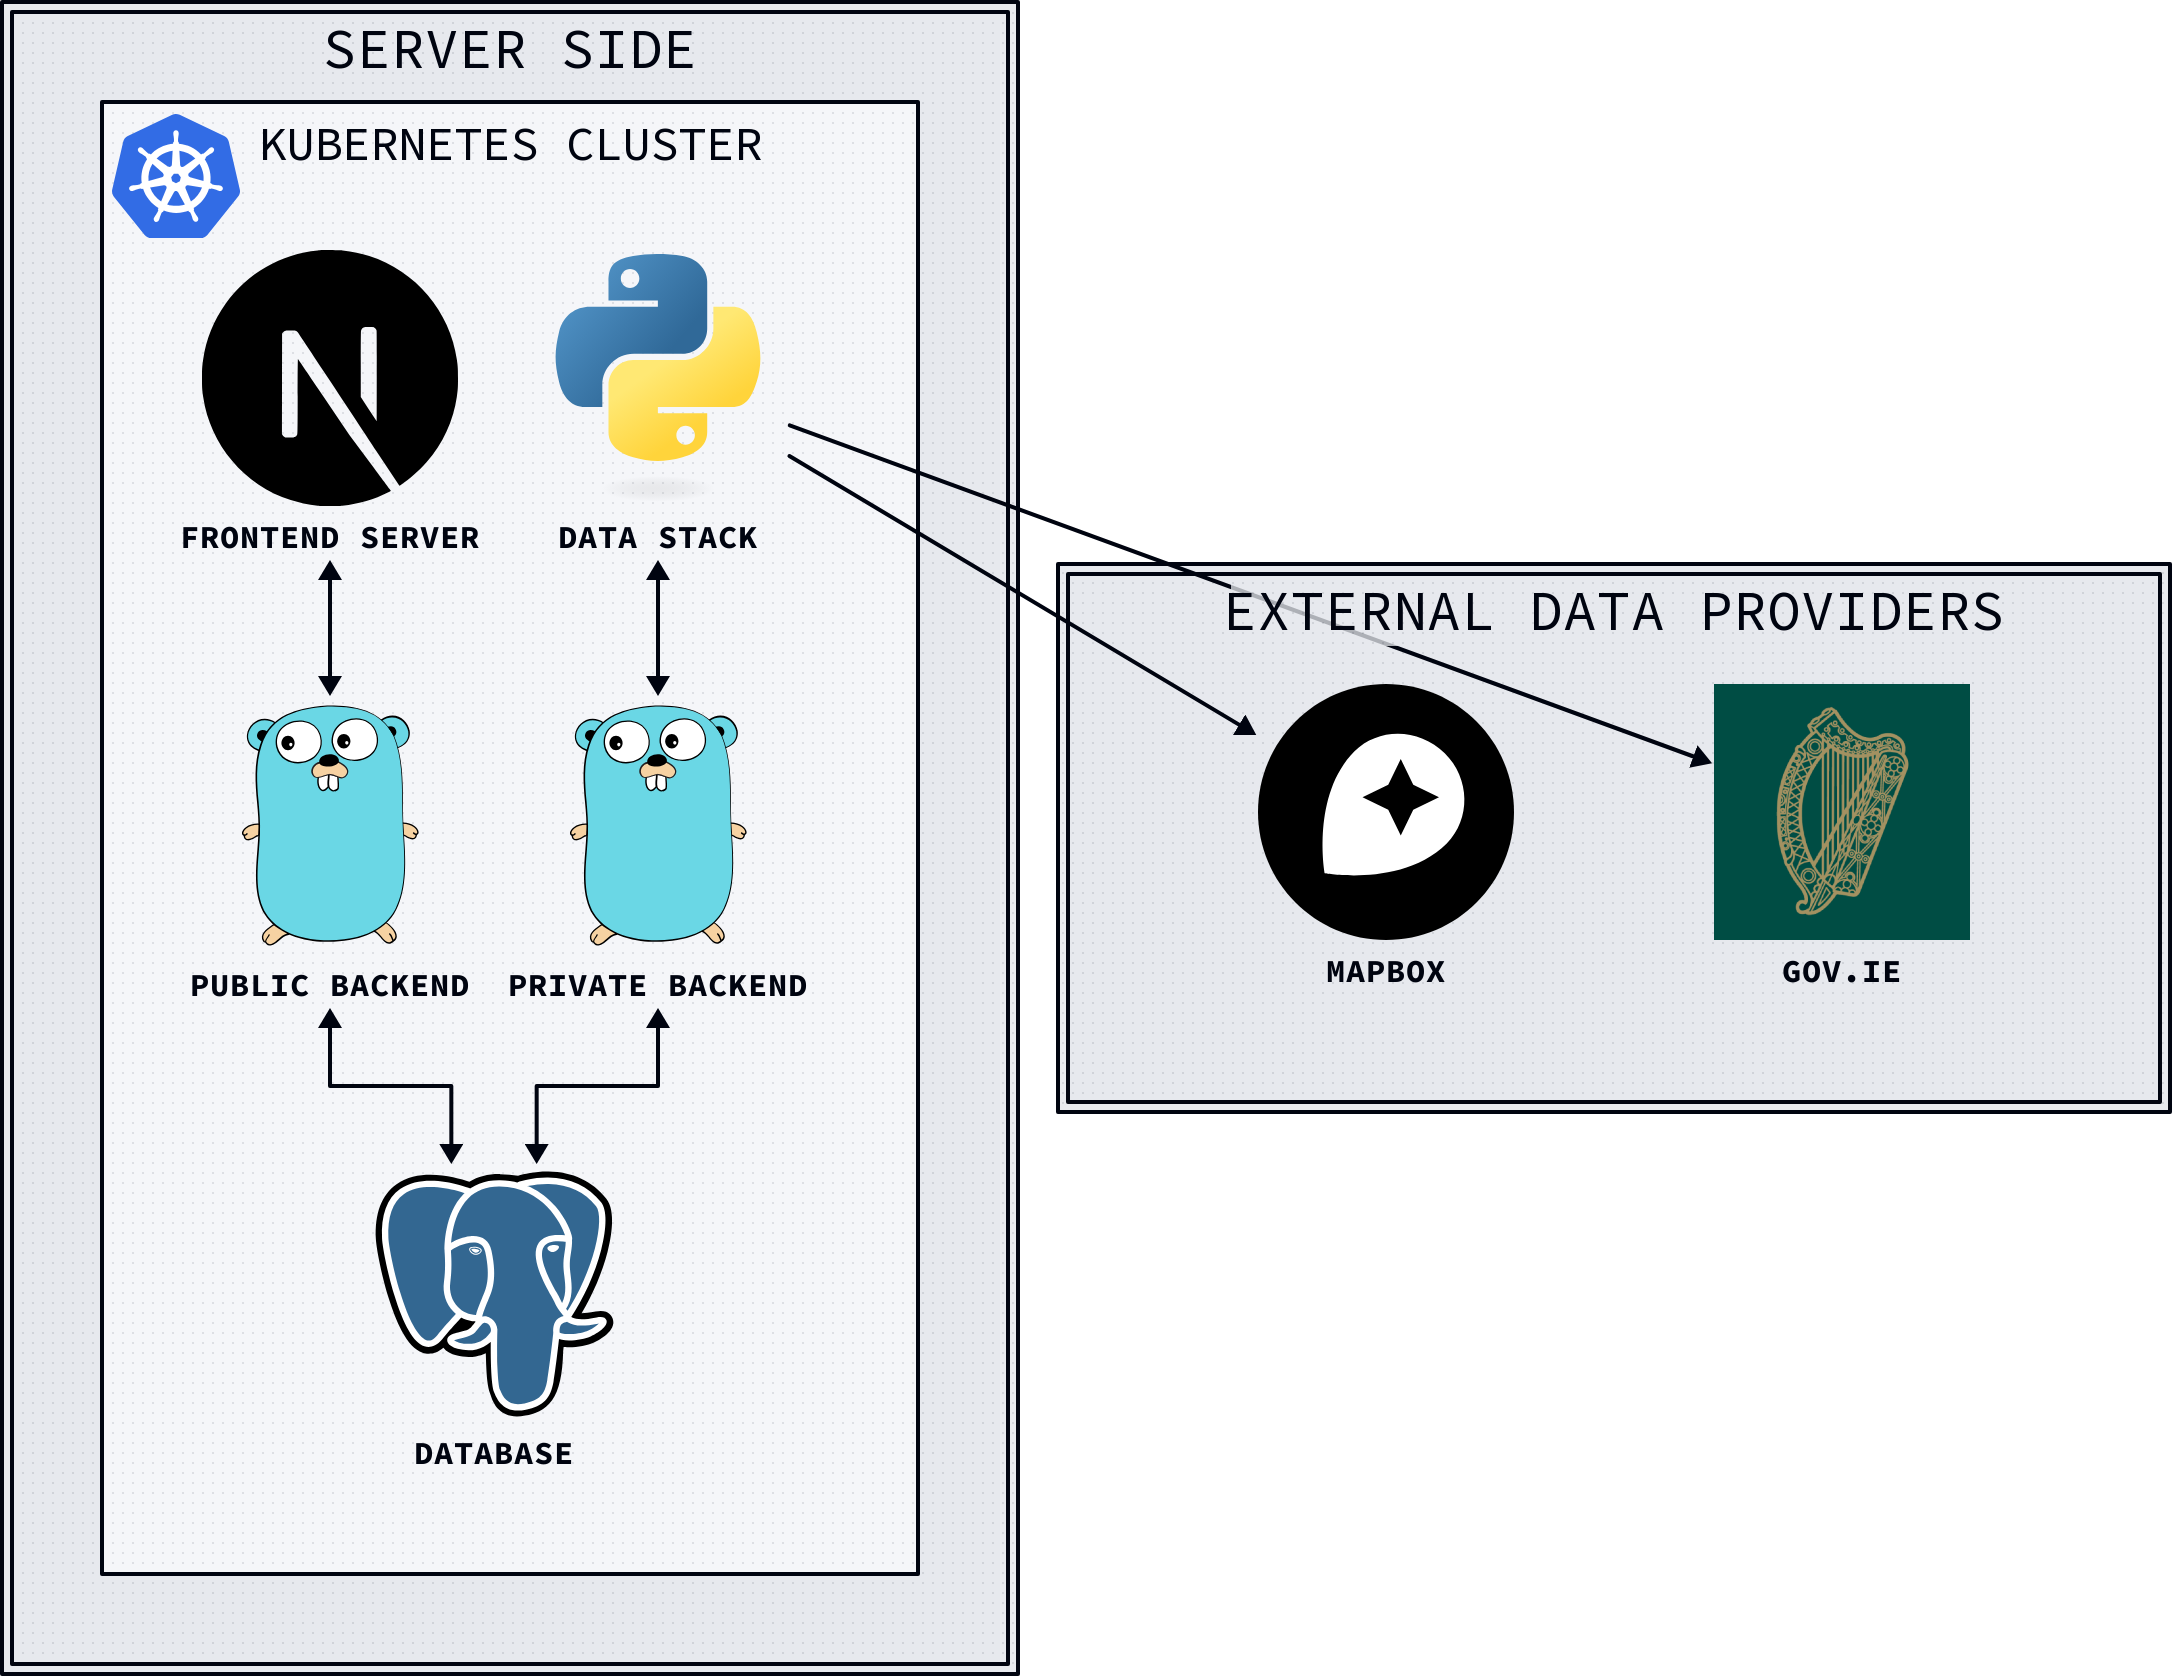 SERVER SIDE
KUBERNETES CLUSTER
FRONTEND SERVER
DATA STACK
PUBLIC BACKEND
PRIVATE BACKEND
DATABASE
EXTERNAL DATA PROVIDERS
MAPBOX
GOV.IE